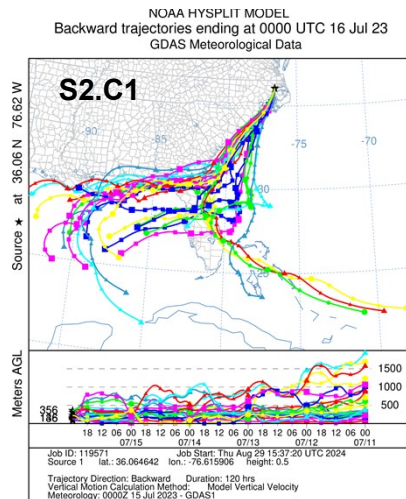 NOAA HYSPLIT MODEL
Backward trajectories ending at 0000 UTC 16 Jul 23
GDAS Meteorological Data
S2.C1
Source ★ at 36.06 N 76.62 W
-90
-85
-75
-70
30
25
Meters AGL
1500
1000
500
356
18 12 06 00 18 12 06 00 18 12 06 00 18 12 06 00 18 12 06 00
07/15 07/14 07/13 07/12 07/11
Job ID: 119571 Job Start: Thu Aug 29 15:37:20 UTC 2024
Source 1 lat.: 36.064642 lon.: -76.615906 height: 0.5
Trajectory Direction: Backward Duration: 120 hrs
Vertical Motion Calculation Method: Model Vertical Velocity
Meteorology: 0000Z 15 Jul 2023 - GDAS1